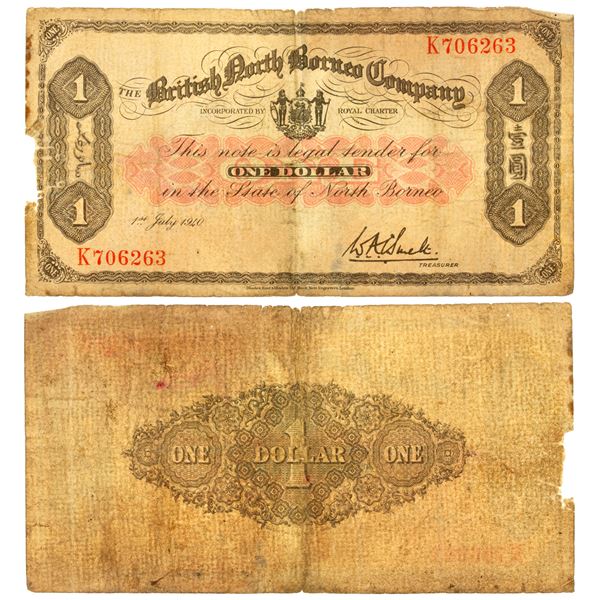 K706263
THE British North Borneo Company
INCORPORATED BY ROYAL CHARTER
This note is legal tender for
ONE DOLLAR
in the State of North Borneo
1st July 1940
K706263
TREASURER
1
1
1
壹圓
1
ONE DOLLAR ONE
1